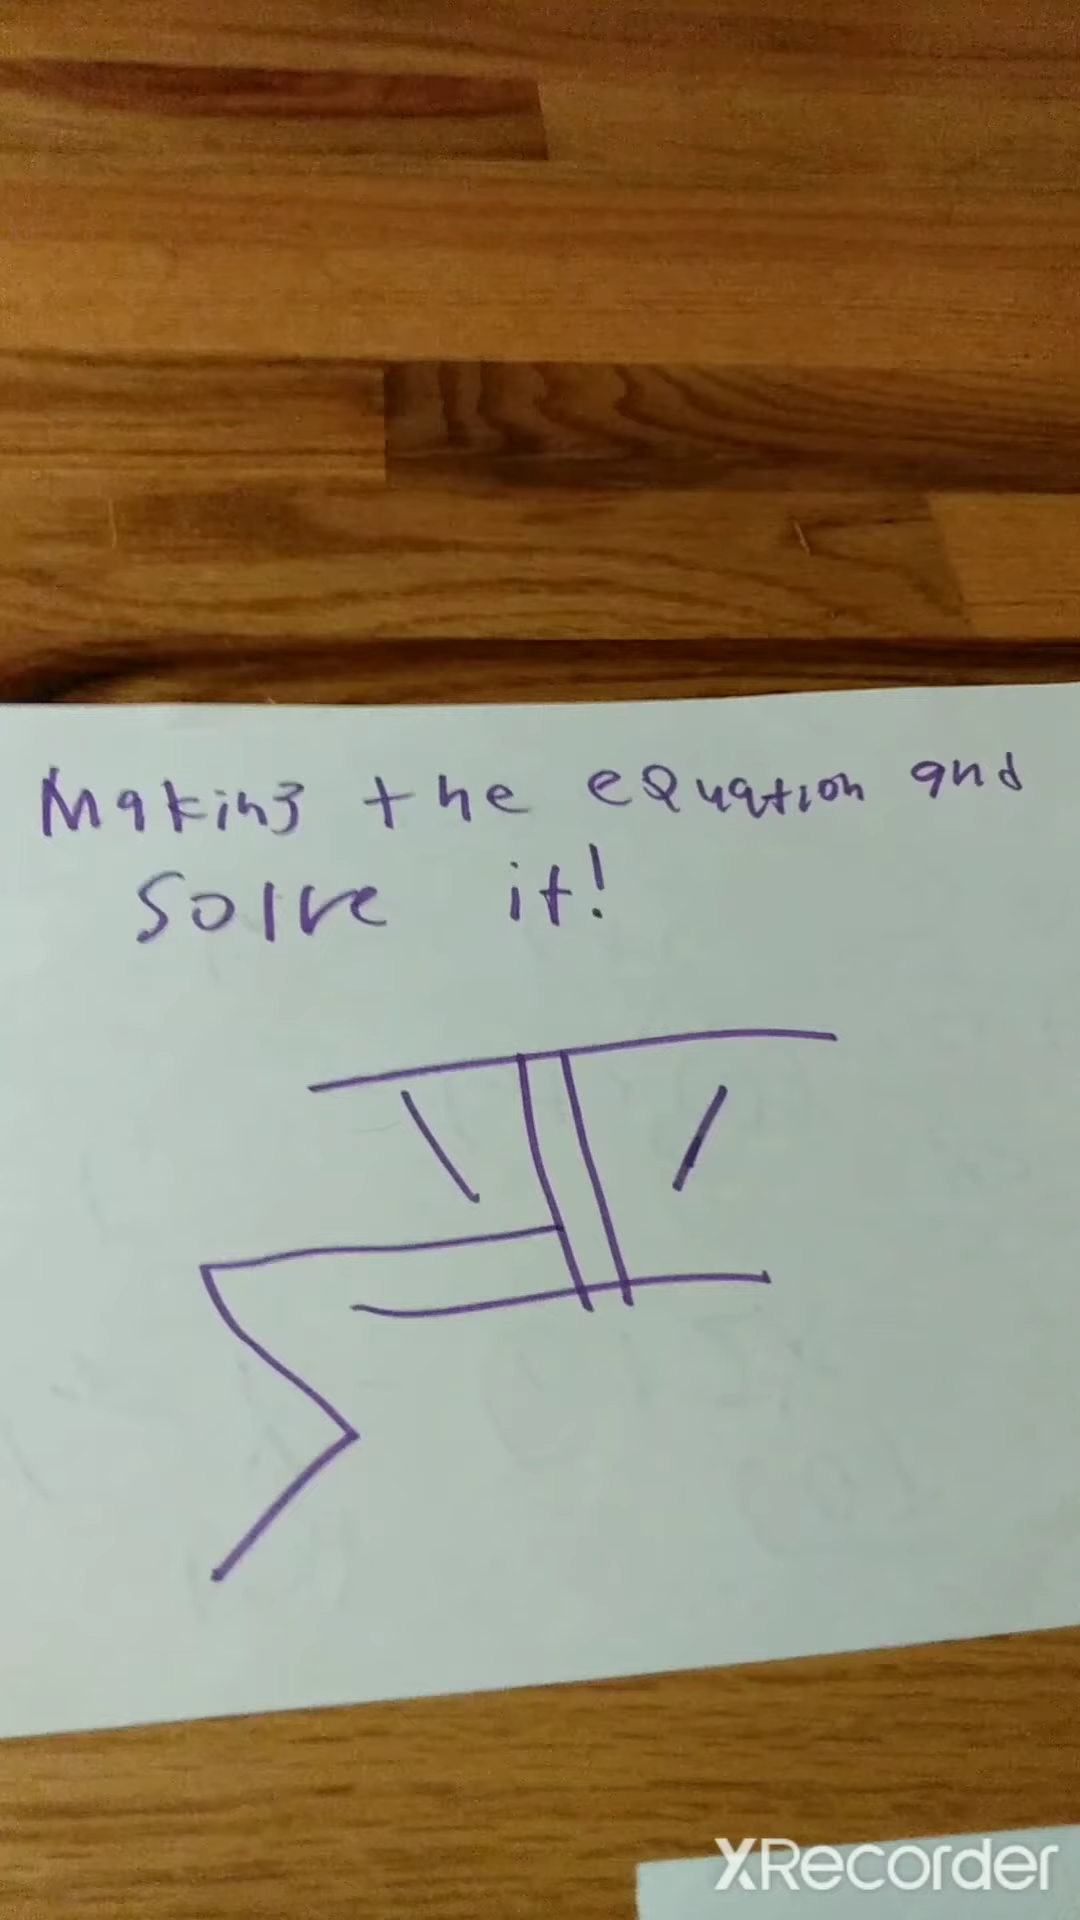 Making the equation and
Solve it!
XRecorder